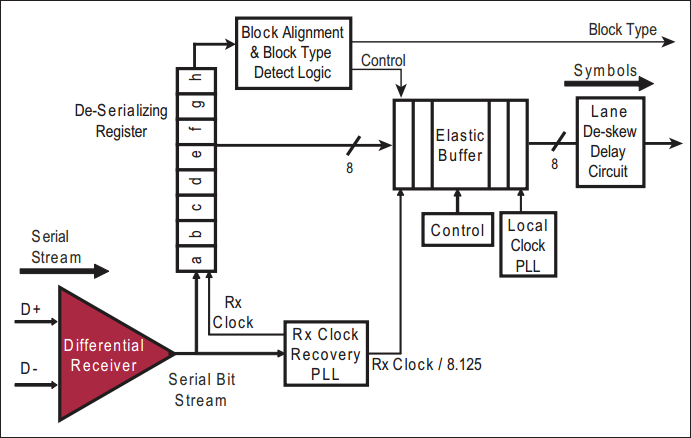 Block Alignment
& Block Type
Detect Logic
Block Type
Control
Symbols
De-Serializing
Register
h
g
f
e
d
c
b
a
8
Elastic
Buffer
8
Lane
De-skew
Delay
Circuit
Control
Local
Clock
PLL
Serial
Stream
D+
D-
Differential
Receiver
Rx
Clock
Rx Clock
Recovery
PLL
Rx Clock / 8.125
Serial Bit
Stream